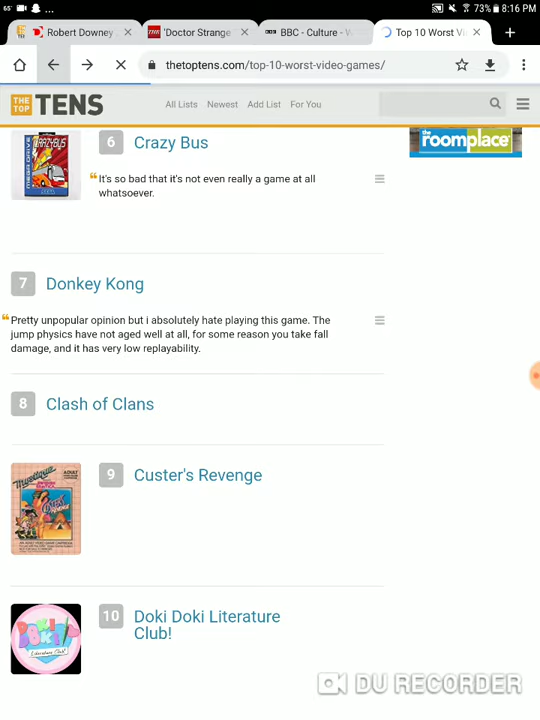 65° ... 73% 8:16 PM
Robert Downey 'Doctor Strange BBC - Culture - W Top 10 Worst Vi
thetoptens.com/top-10-worst-video-games/
THE TOP TENS All Lists Newest Add List For You
the roomplace
6 Crazy Bus
It's so bad that it's not even really a game at all
whatsoever.
7 Donkey Kong
Pretty unpopular opinion but i absolutely hate playing this game. The
jump physics have not aged well at all, for some reason you take fall
damage, and it has very low replayability.
8 Clash of Clans
9 Custer's Revenge
10 Doki Doki Literature
Club!
DOKI DOKI
Literature Club!
DU RECORDER